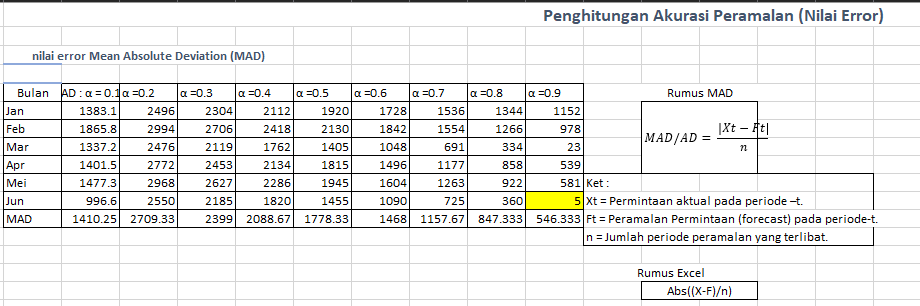 Penghitungan Akurasi Peramalan (Nilai Error)
nilai error Mean Absolute Deviation (MAD)
Bulan AD : α = 0.1 α =0.2 α =0.3 α =0.4 α =0.5 α =0.6 α =0.7 α =0.8 α =0.9 Rumus MAD
Jan 1383.1 2496 2304 2112 1920 1728 1536 1344 1152
Feb 1865.8 2994 2706 2418 2130 1842 1554 1266 978
Mar 1337.2 2476 2119 1762 1405 1048 691 334 23
MAD/AD = |Xt − Ft| / n
Apr 1401.5 2772 2453 2134 1815 1496 1177 858 539
Mei 1477.3 2968 2627 2286 1945 1604 1263 922 581 Ket :
Jun 996.6 2550 2185 1820 1455 1090 725 360 5 Xt = Permintaan aktual pada periode –t.
MAD 1410.25 2709.33 2399 2088.67 1778.33 1468 1157.67 847.333 546.333 Ft = Peramalan Permintaan (forecast) pada periode-t.
n = Jumlah periode peramalan yang terlibat.
Rumus Excel
Abs((X-F)/n)